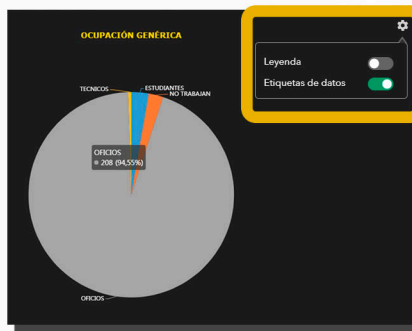 OCUPACIÓN GENÉRICA
Leyenda
Etiquetas de datos
TECNICOS
ESTUDIANTES
NO TRABAJAN
OFICIOS
208 (94,55%)
OFICIOS